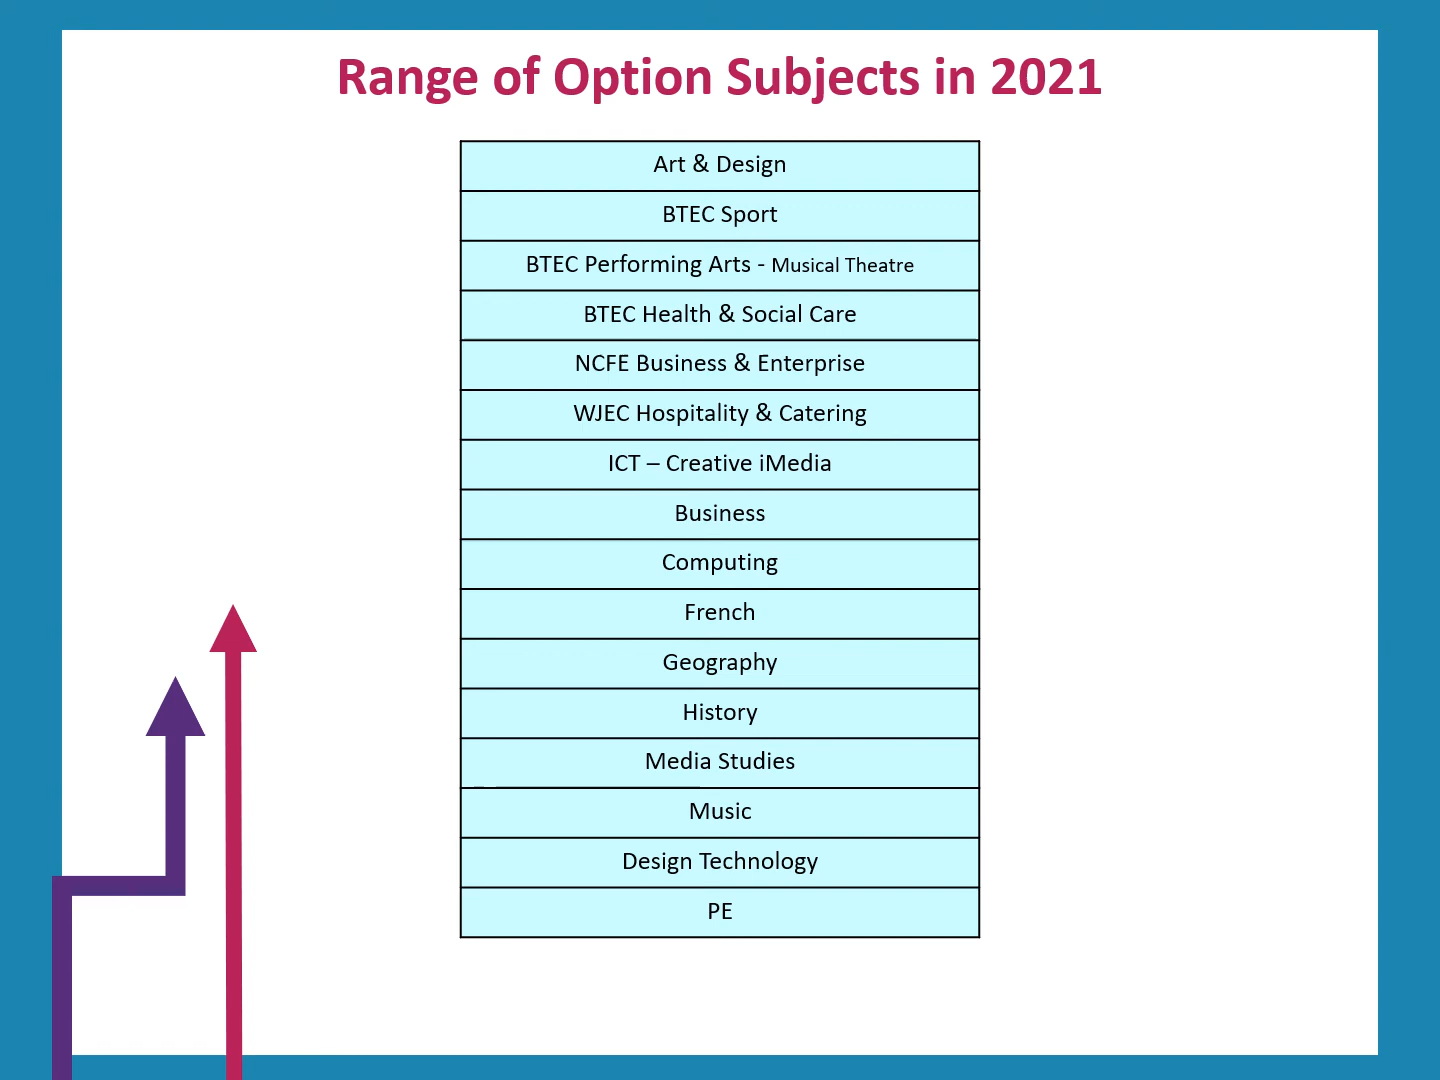 Range of Option Subjects in 2021
Art & Design
BTEC Sport
BTEC Performing Arts - Musical Theatre
BTEC Health & Social Care
NCFE Business & Enterprise
WJEC Hospitality & Catering
ICT – Creative iMedia
Business
Computing
French
Geography
History
Media Studies
Music
Design Technology
PE